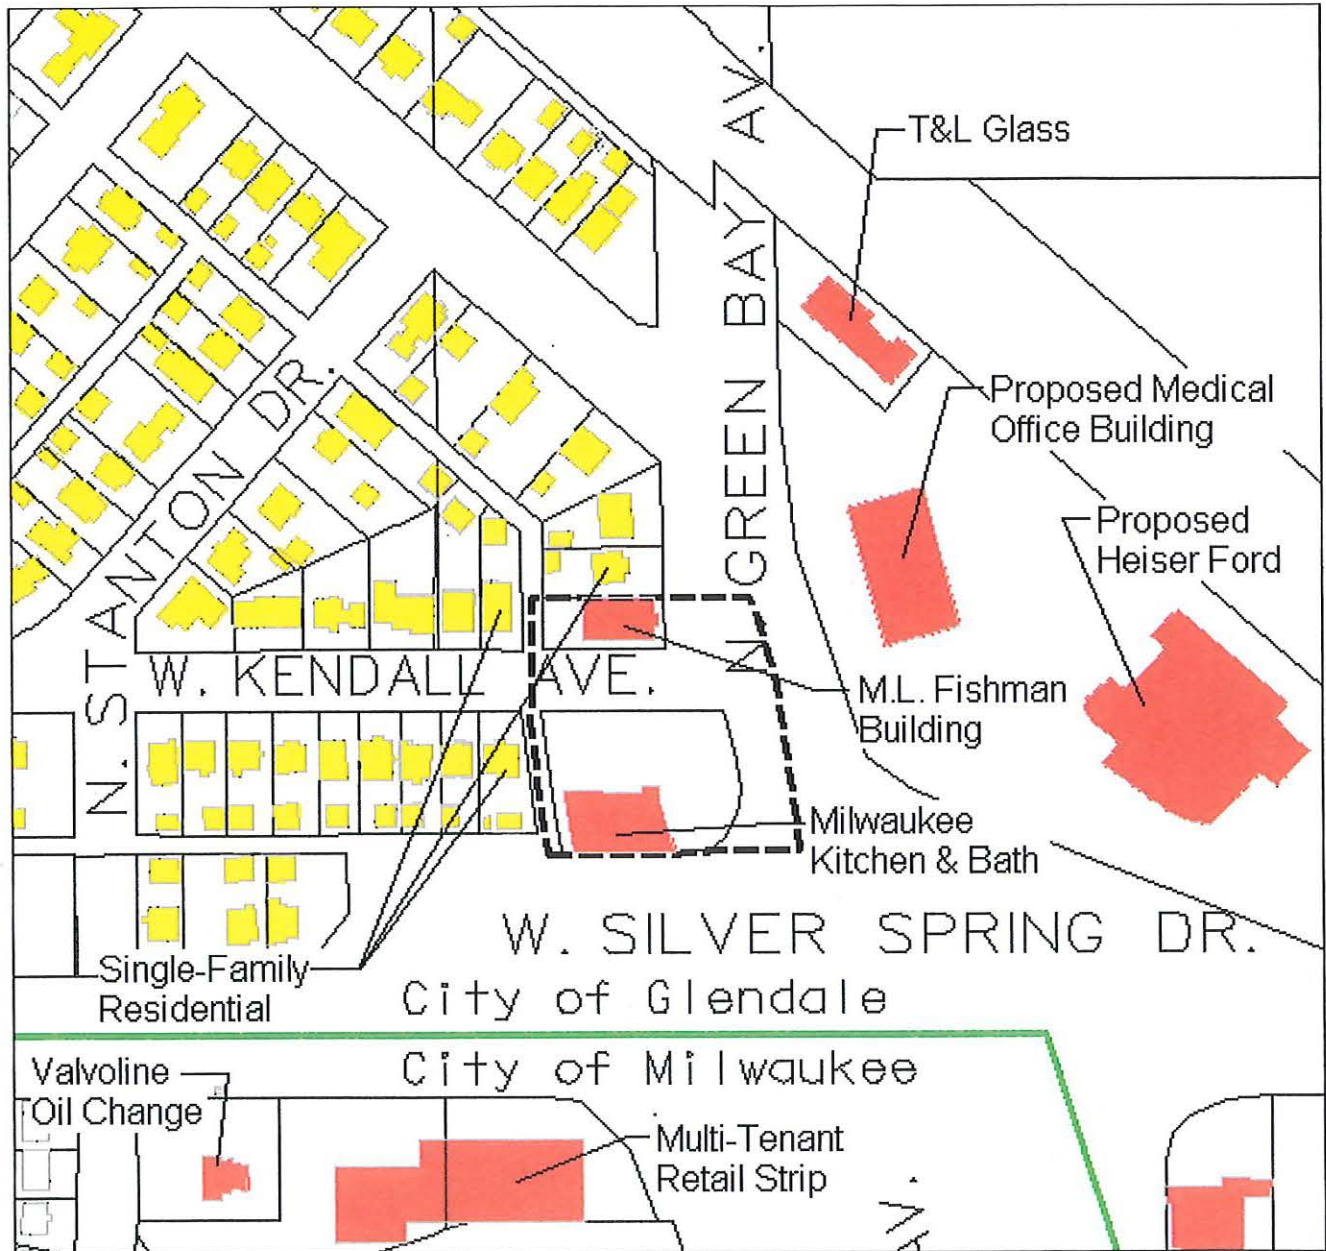 T&L Glass
N GREEN BAY AV.
Proposed Medical
Office Building
Proposed
Heiser Ford
N. STANTON DR.
W. KENDALL AVE.
M.L. Fishman
Building
Milwaukee
Kitchen & Bath
W. SILVER SPRING DR.
Single-Family
Residential
City of Glendale
City of Milwaukee
Valvoline
Oil Change
Multi-Tenant
Retail Strip
V.